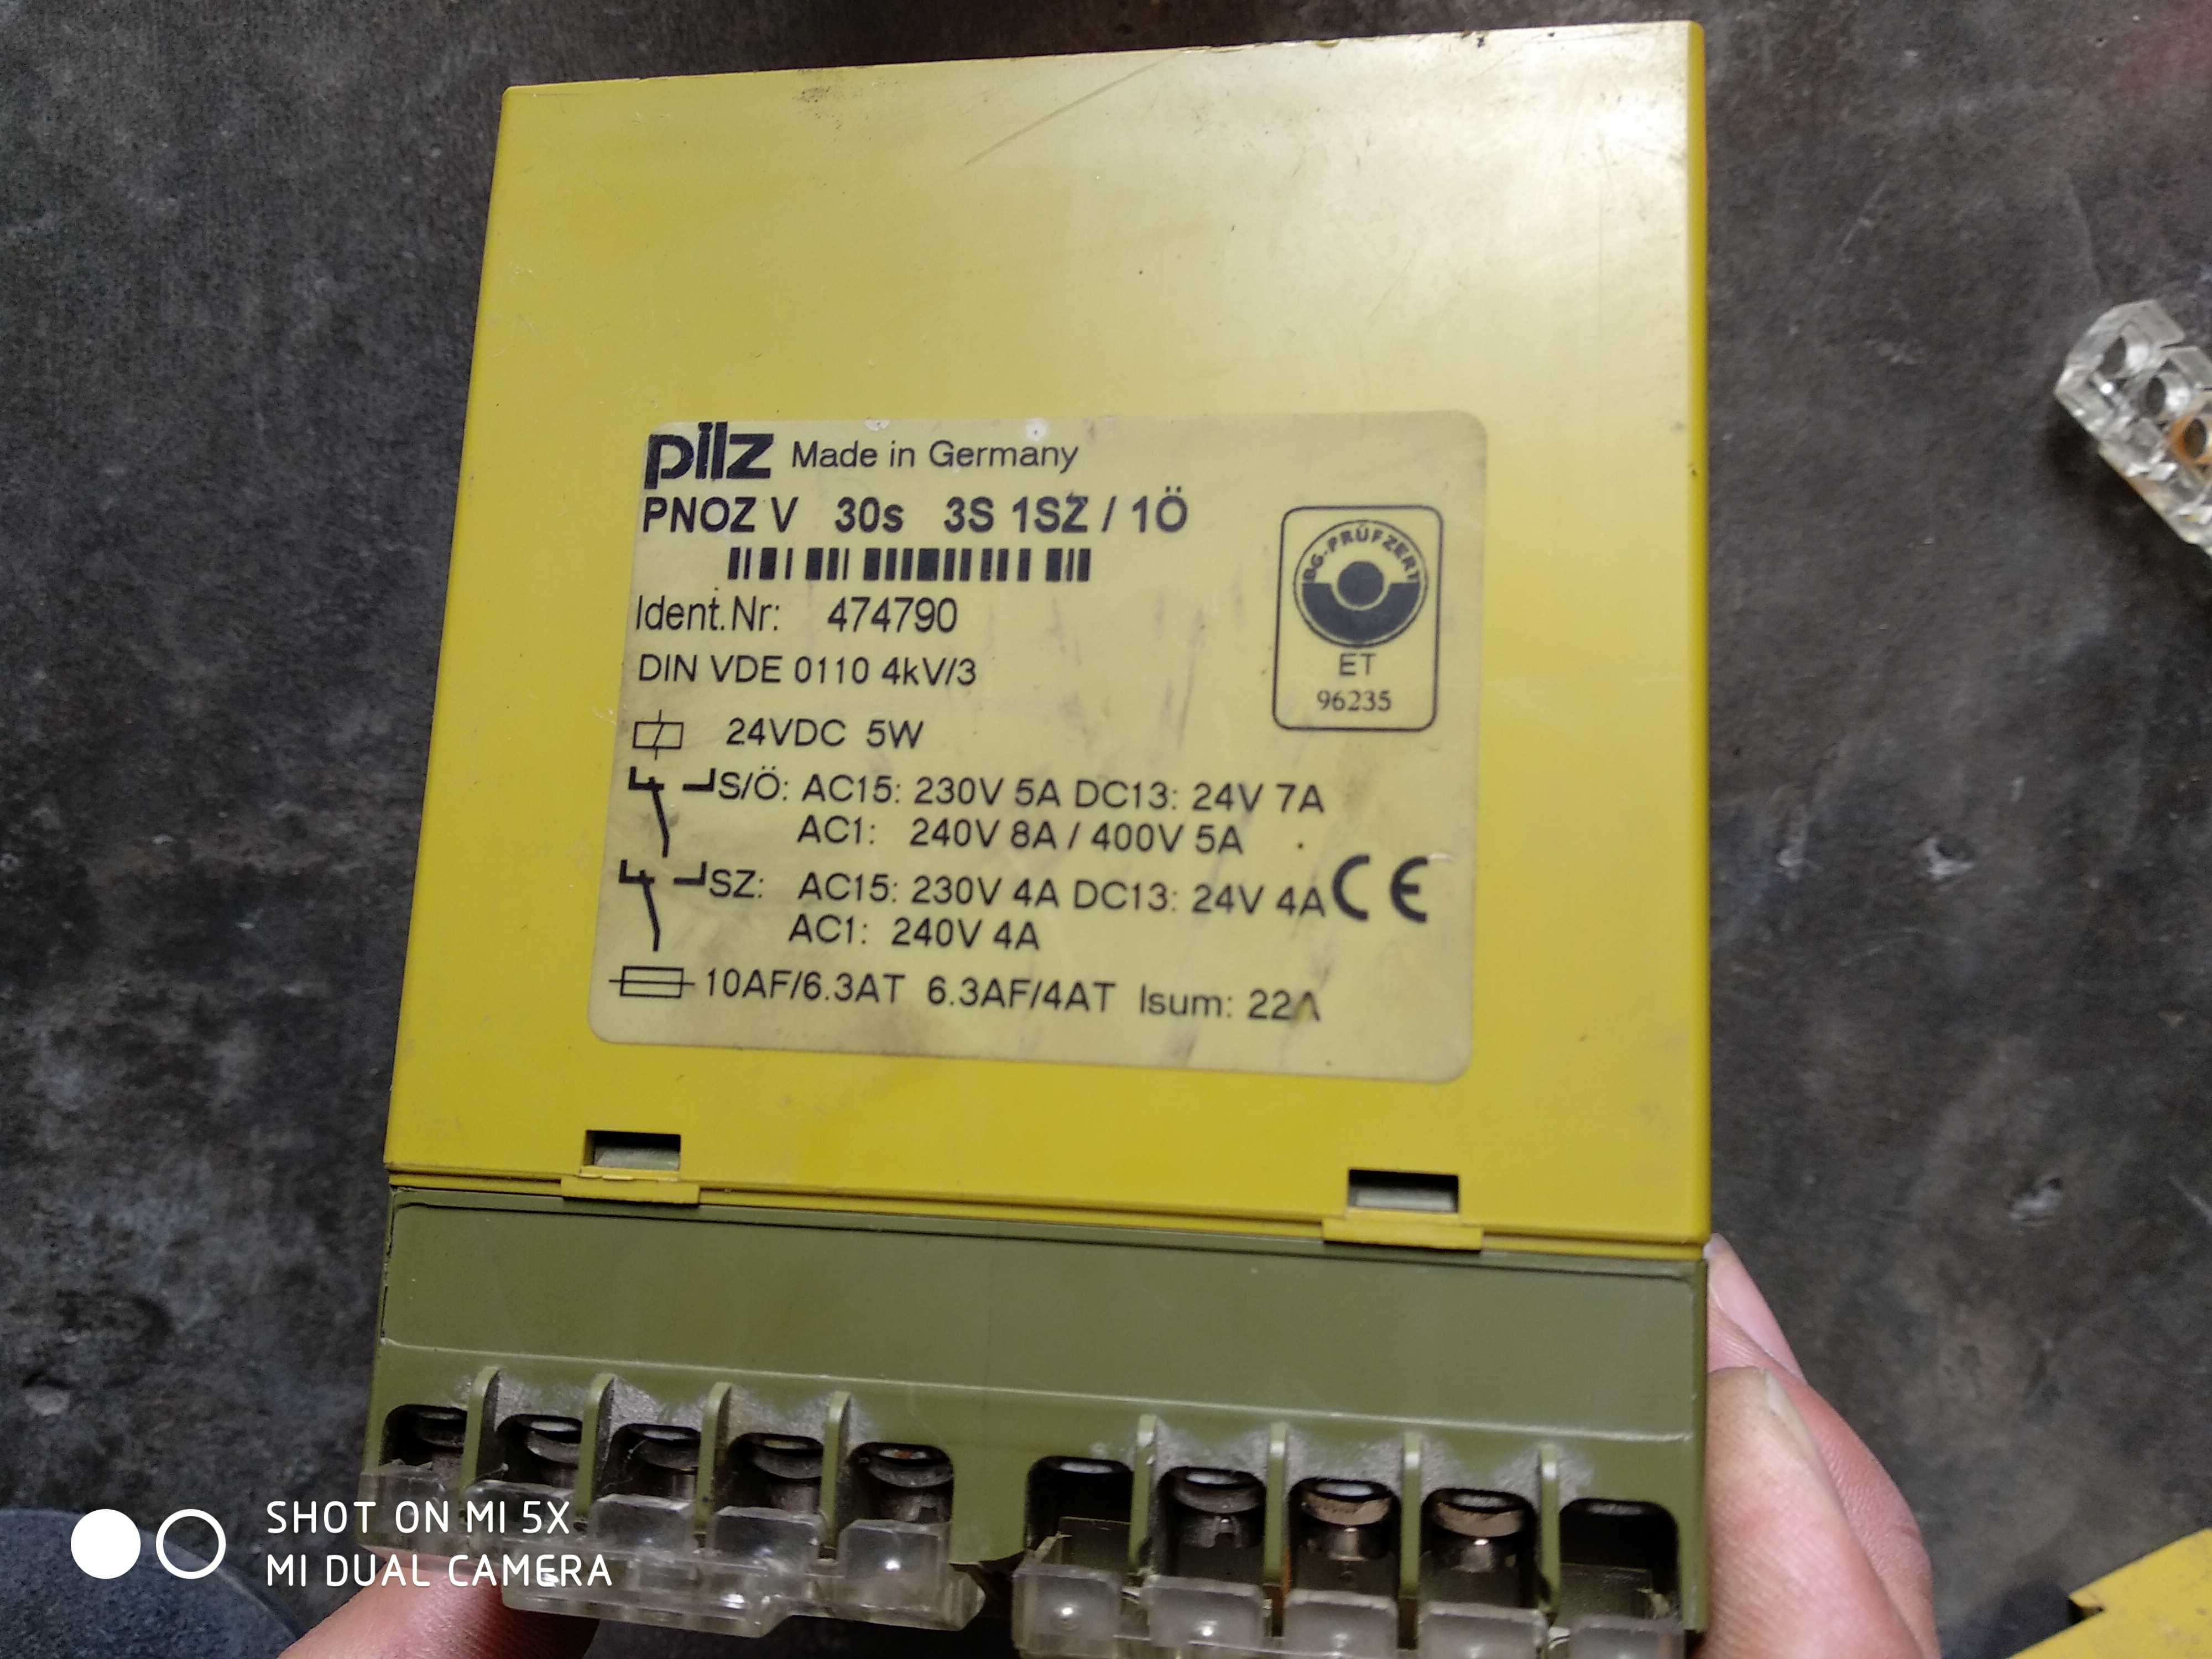 pilz Made in Germany
PNOZ V 30s 3S 1SZ / 1Ö
Ident.Nr: 474790
DIN VDE 0110 4kV/3
24VDC 5W
S/Ö: AC15: 230V 5A DC13: 24V 7A
AC1: 240V 8A / 400V 5A
SZ: AC15: 230V 4A DC13: 24V 4A
AC1: 240V 4A
10AF/6.3AT 6.3AF/4AT Isum: 22A
BG-PRÜFZERT
ET
96235
CE
SHOT ON MI 5X
MI DUAL CAMERA